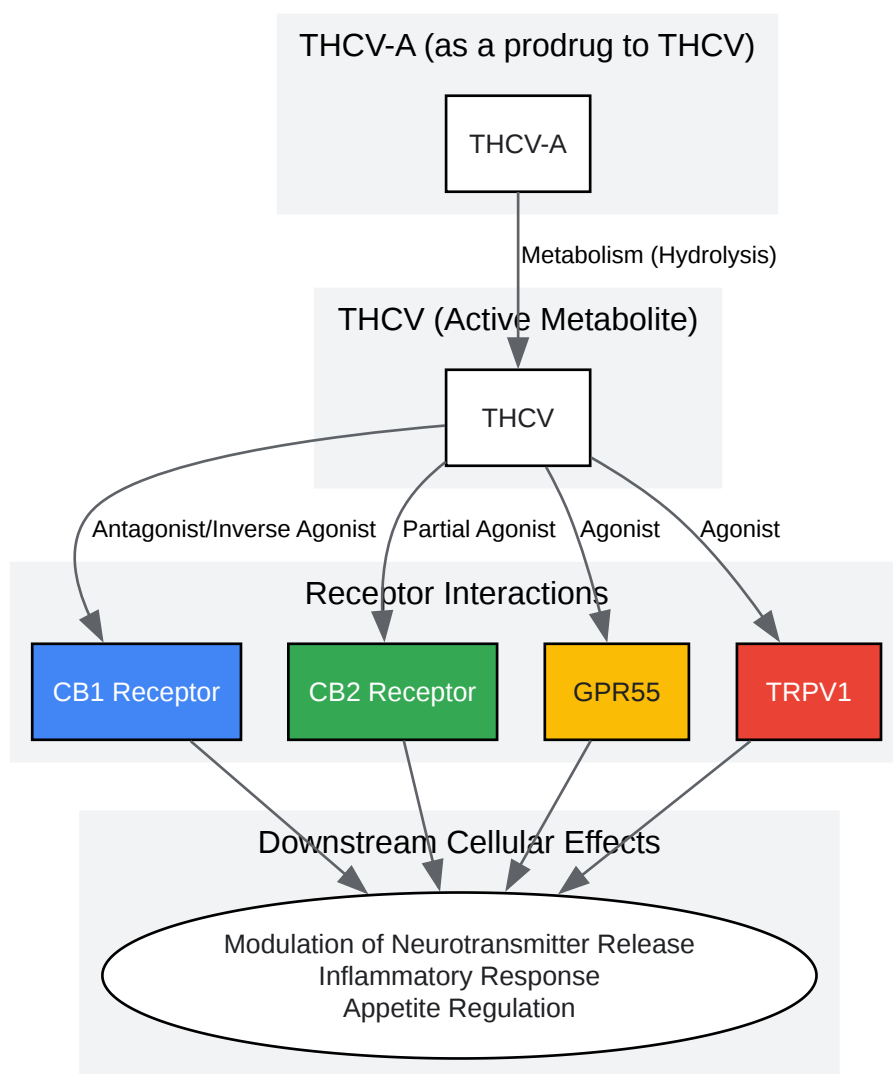 THCV-A (as a prodrug to THCV)
THCV-A
Metabolism (Hydrolysis)
THCV (Active Metabolite)
THCV
Antagonist/Inverse Agonist
Partial Agonist
Agonist
Agonist
Receptor Interactions
CB1 Receptor
CB2 Receptor
GPR55
TRPV1
Downstream Cellular Effects
Modulation of Neurotransmitter Release
Inflammatory Response
Appetite Regulation